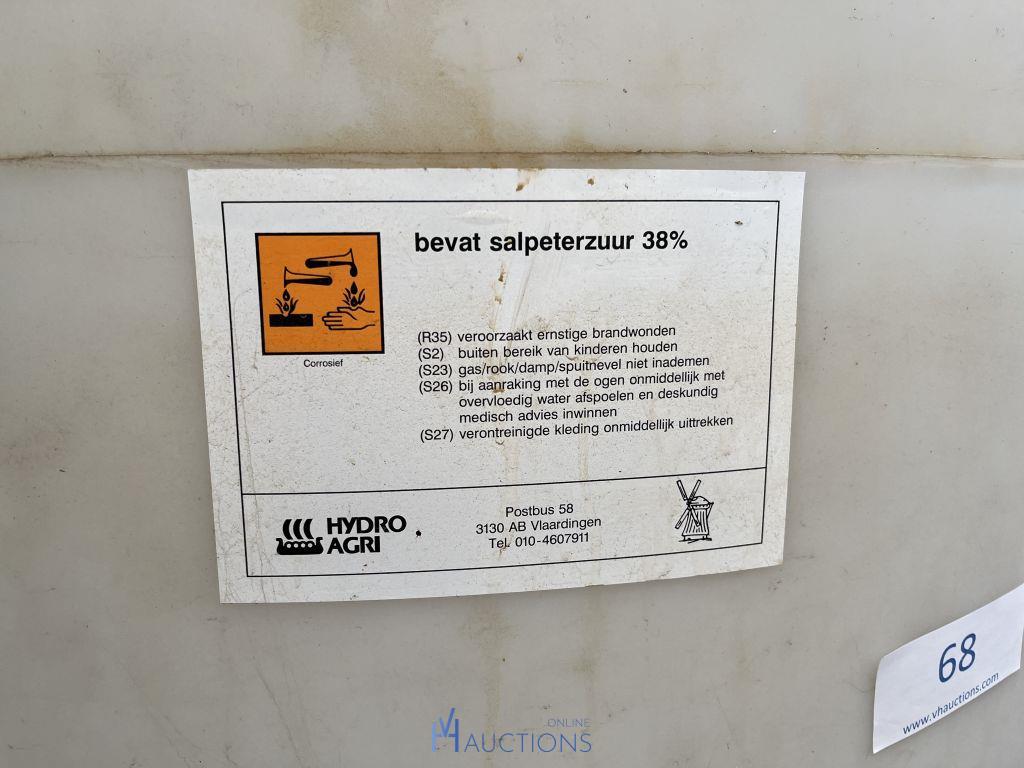 bevat salpeterzuur 38%
Corrosief
(R35) veroorzaakt ernstige brandwonden
(S2) buiten bereik van kinderen houden
(S23) gas/rook/damp/spuitnevel niet inademen
(S26) bij aanraking met de ogen onmiddellijk met
overvloedig water afspoelen en deskundig
medisch advies inwinnen
(S27) verontreinigde kleding onmiddellijk uittrekken
HYDRO
AGRI
Postbus 58
3130 AB Vlaardingen
Tel. 010-4607911
68
www.vhauctions.com
VH ONLINE
AUCTIONS